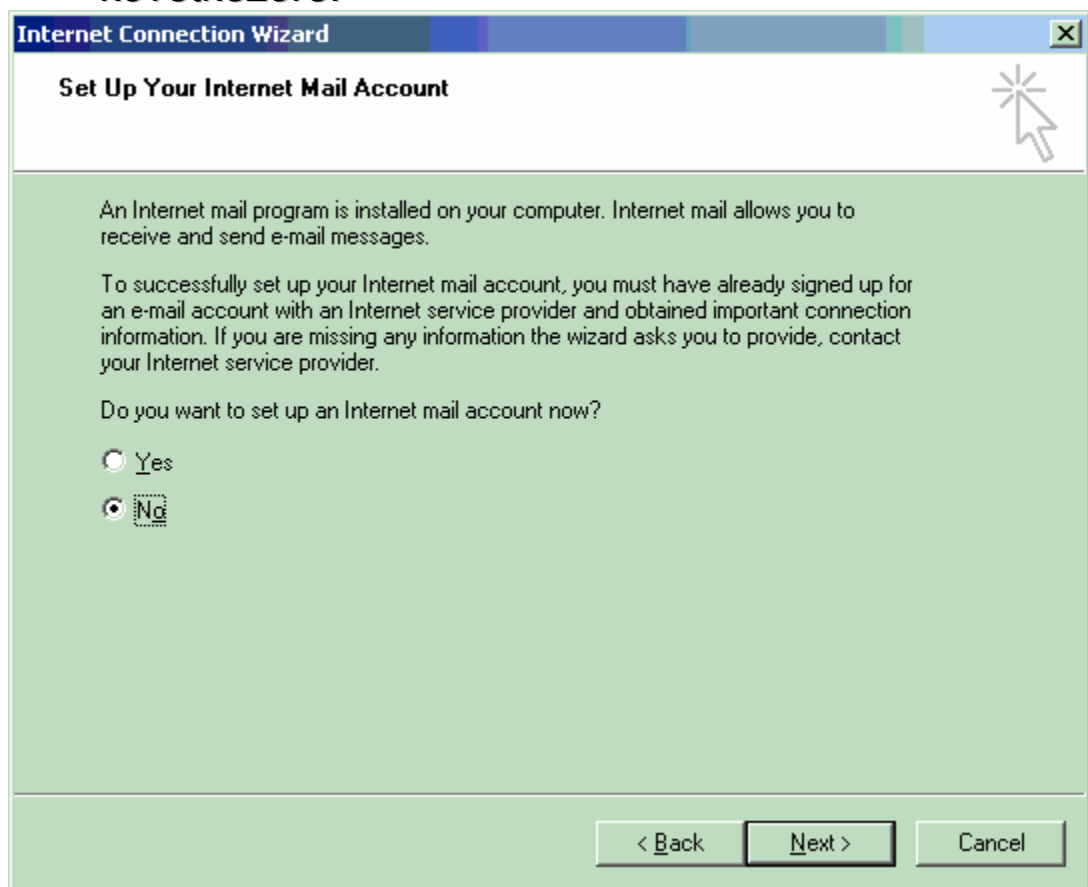 Internet Connection Wizard
Set Up Your Internet Mail Account
An Internet mail program is installed on your computer. Internet mail allows you to
receive and send e-mail messages.
To successfully set up your Internet mail account, you must have already signed up for
an e-mail account with an Internet service provider and obtained important connection
information. If you are missing any information the wizard asks you to provide, contact
your Internet service provider.
Do you want to set up an Internet mail account now?
Yes
No
< Back Next > Cancel